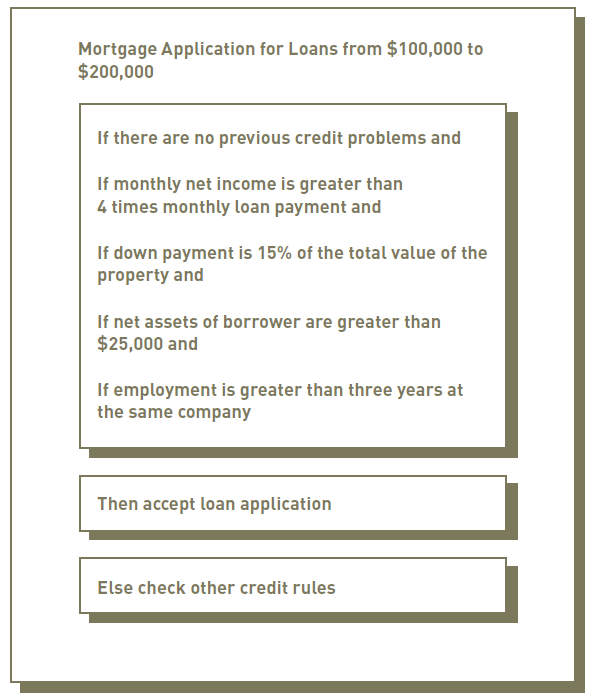 Mortgage Application for Loans from $100,000 to
$200,000
If there are no previous credit problems and
If monthly net income is greater than
4 times monthly loan payment and
If down payment is 15% of the total value of the
property and
If net assets of borrower are greater than
$25,000 and
If employment is greater than three years at
the same company
Then accept loan application
Else check other credit rules